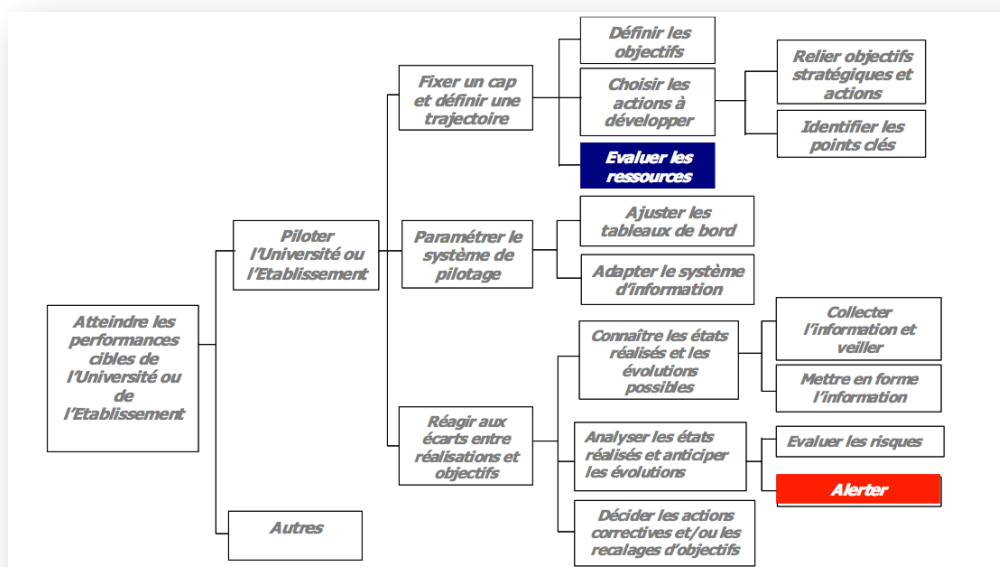 Définir les
objectifs
Fixer un cap
et définir une
trajectoire
Choisir les
actions à
développer
Relier objectifs
stratégiques et
actions
Identifier les
points clés
Evaluer les
ressources
Piloter
l'Université ou
l'Etablissement
Paramétrer le
système de
pilotage
Ajuster les
tableaux de bord
Adapter le système
d'information
Atteindre les
performances
cibles de
l'Université ou
de
l'Etablissement
Connaître les états
réalisés et les
évolutions
possibles
Collecter
l'information et
veiller
Mettre en forme
l'information
Réagir aux
écarts entre
réalisations et
objectifs
Analyser les états
réalisés et anticiper
les évolutions
Evaluer les risques
Alerter
Décider les actions
correctives et/ou les
recalages d'objectifs
Autres